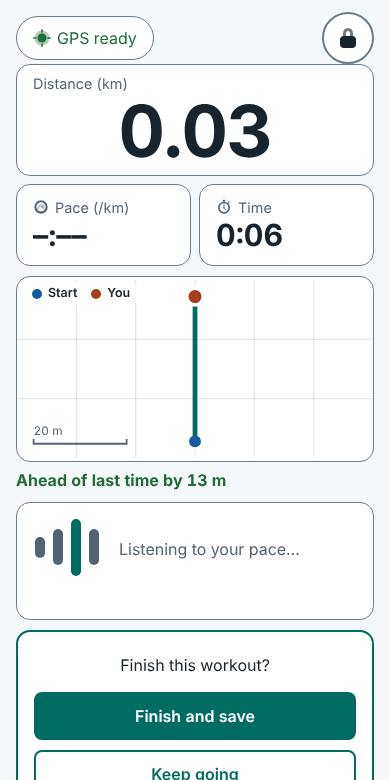 GPS ready
Distance (km)
0.03
Pace (/km)
Time
–:––
0:06
Start
You
20 m
Ahead of last time by 13 m
Listening to your pace...
Finish this workout?
Finish and save
Keep going